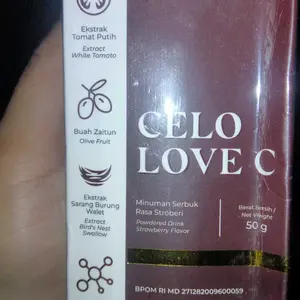 Ekstrak
Tomat Putih
Extract
White Tomato
Buah Zaitun
Olive Fruit
Ekstrak
Sarang Burung
Walet
Extract
Bird's Nest
Swallow
CELO
LOVE C
Minuman Serbuk
Rasa Stroberi
Powdered Drink
Strawberry Flavor
Berat Bersih /
Net Weight
50 g
BPOM RI MD 271282009600059